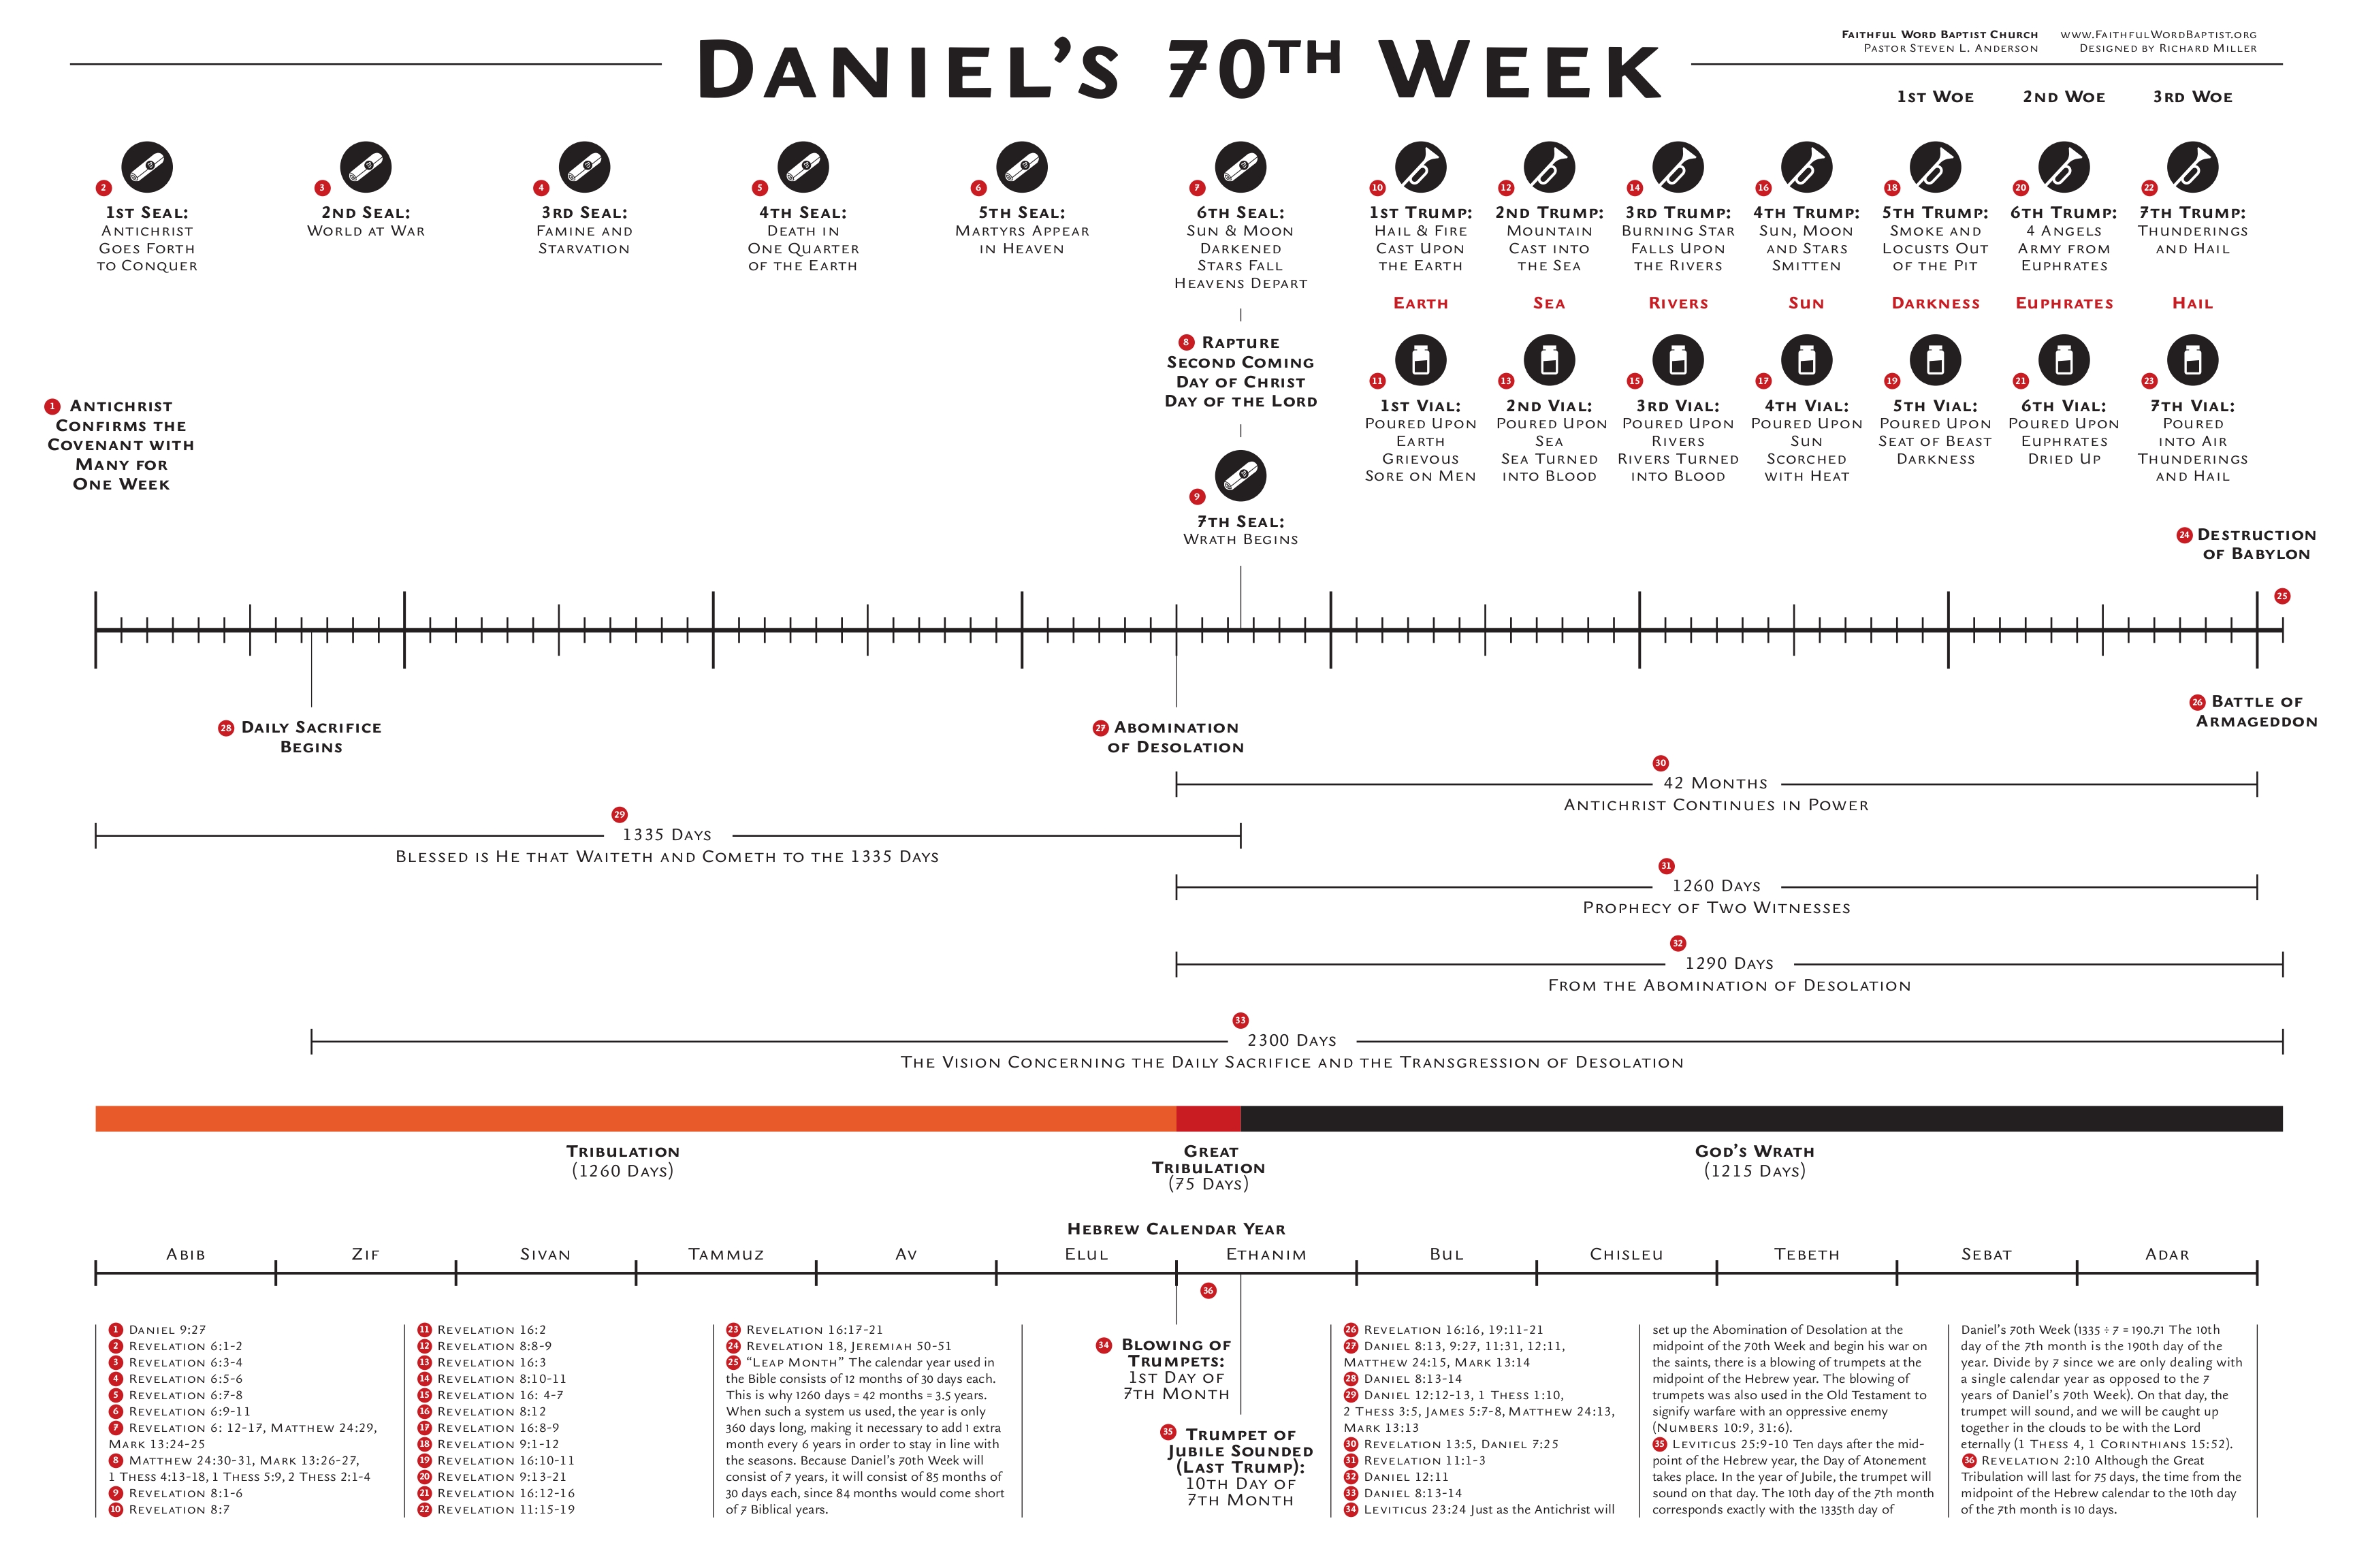 Daniel's 70th Week
Faithful Word Baptist Church
Pastor Steven L. Anderson
www.FaithfulWordBaptist.org
Designed by Richard Miller
1st Woe
2nd Woe
3rd Woe
2
1st Seal:
Antichrist
Goes Forth
to Conquer
3
2nd Seal:
World at War
4
3rd Seal:
Famine and
Starvation
5
4th Seal:
Death in
One Quarter
of the Earth
6
5th Seal:
Martyrs Appear
in Heaven
7
6th Seal:
Sun & Moon
Darkened
Stars Fall
Heavens Depart
10
1st Trump:
Hail & Fire
Cast Upon
the Earth
12
2nd Trump:
Mountain
Cast into
the Sea
14
3rd Trump:
Burning Star
Falls Upon
the Rivers
16
4th Trump:
Sun, Moon
and Stars
Smitten
18
5th Trump:
Smoke and
Locusts Out
of the Pit
20
6th Trump:
4 Angels
Army from
Euphrates
22
7th Trump:
Thunderings
and Hail
Earth
Sea
Rivers
Sun
Darkness
Euphrates
Hail
8 Rapture
Second Coming
Day of Christ
Day of the Lord
1 Antichrist
Confirms the
Covenant with
Many for
One Week
11
1st Vial:
Poured Upon
Earth
Grievous
Sore on Men
13
2nd Vial:
Poured Upon
Sea
Sea Turned
into Blood
15
3rd Vial:
Poured Upon
Rivers
Rivers Turned
into Blood
17
4th Vial:
Poured Upon
Sun
Scorched
with Heat
19
5th Vial:
Poured Upon
Seat of Beast
Darkness
21
6th Vial:
Poured Upon
Euphrates
Dried Up
23
7th Vial:
Poured
into Air
Thunderings
and Hail
9
7th Seal:
Wrath Begins
24 Destruction
of Babylon
25
28 Daily Sacrifice
Begins
27 Abomination
of Desolation
26 Battle of
Armageddon
30
42 Months
Antichrist Continues in Power
29
1335 Days
Blessed is He that Waiteth and Cometh to the 1335 Days
31
1260 Days
Prophecy of Two Witnesses
32
1290 Days
From the Abomination of Desolation
33
2300 Days
The Vision Concerning the Daily Sacrifice and the Transgression of Desolation
Tribulation
(1260 Days)
Great
Tribulation
(75 Days)
God's Wrath
(1215 Days)
Hebrew Calendar Year
Abib
Zif
Sivan
Tammuz
Av
Elul
Ethanim
Bul
Chisleu
Tebeth
Sebat
Adar
36
1 Daniel 9:27
2 Revelation 6:1-2
3 Revelation 6:3-4
4 Revelation 6:5-6
5 Revelation 6:7-8
6 Revelation 6:9-11
7 Revelation 6: 12-17, Matthew 24:29,
Mark 13:24-25
8 Matthew 24:30-31, Mark 13:26-27,
1 Thess 4:13-18, 1 Thess 5:9, 2 Thess 2:1-4
9 Revelation 8:1-6
10 Revelation 8:7
11 Revelation 16:2
12 Revelation 8:8-9
13 Revelation 16:3
14 Revelation 8:10-11
15 Revelation 16: 4-7
16 Revelation 8:12
17 Revelation 16:8-9
18 Revelation 9:1-12
19 Revelation 16:10-11
20 Revelation 9:13-21
21 Revelation 16:12-16
22 Revelation 11:15-19
23 Revelation 16:17-21
24 Revelation 18, Jeremiah 50-51
25 "Leap Month" The calendar year used in
the Bible consists of 12 months of 30 days each.
This is why 1260 days = 42 months = 3.5 years.
When such a system us used, the year is only
360 days long, making it necessary to add 1 extra
month every 6 years in order to stay in line with
the seasons. Because Daniel's 70th Week will
consist of 7 years, it will consist of 85 months of
30 days each, since 84 months would come short
of 7 Biblical years.
34 Blowing of
Trumpets:
1st Day of
7th Month
35 Trumpet of
Jubile Sounded
(Last Trump):
10th Day of
7th Month
26 Revelation 16:16, 19:11-21
27 Daniel 8:13, 9:27, 11:31, 12:11,
Matthew 24:15, Mark 13:14
28 Daniel 8:13-14
29 Daniel 12:12-13, 1 Thess 1:10,
2 Thess 3:5, James 5:7-8, Matthew 24:13,
Mark 13:13
30 Revelation 13:5, Daniel 7:25
31 Revelation 11:1-3
32 Daniel 12:11
33 Daniel 8:13-14
34 Leviticus 23:24 Just as the Antichrist will
set up the Abomination of Desolation at the
midpoint of the 70th Week and begin his war on
the saints, there is a blowing of trumpets at the
midpoint of the Hebrew year. The blowing of
trumpets was also used in the Old Testament to
signify warfare with an oppressive enemy
(Numbers 10:9, 31:6).
35 Leviticus 25:9-10 Ten days after the mid-
point of the Hebrew year, the Day of Atonement
takes place. In the year of Jubile, the trumpet will
sound on that day. The 10th day of the 7th month
corresponds exactly with the 1335th day of
Daniel's 70th Week (1335 ÷ 7 = 190.71 The 10th
day of the 7th month is the 190th day of the
year. Divide by 7 since we are only dealing with
a single calendar year as opposed to the 7
years of Daniel's 70th Week). On that day, the
trumpet will sound, and we will be caught up
together in the clouds to be with the Lord
eternally (1 Thess 4, 1 Corinthians 15:52).
36 Revelation 2:10 Although the Great
Tribulation will last for 75 days, the time from the
midpoint of the Hebrew calendar to the 10th day
of the 7th month is 10 days.